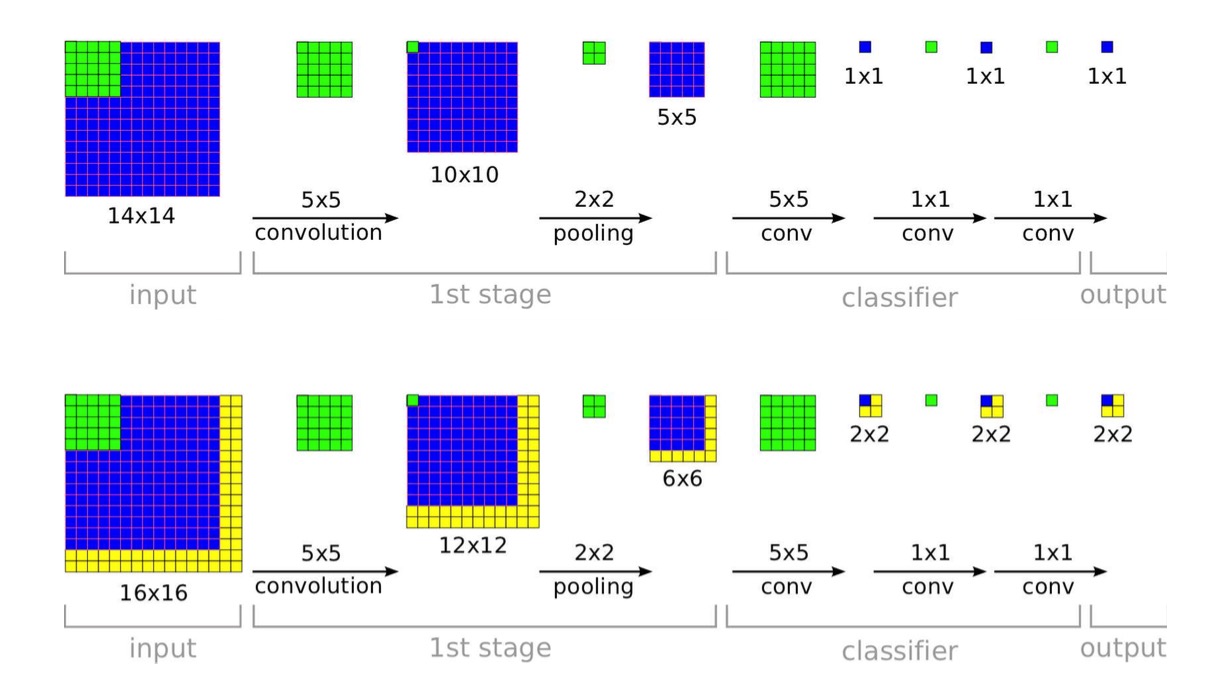 1x1 1x1 1x1
5x5
10x10
14x14
5x5 2x2 5x5 1x1 1x1
convolution pooling conv conv conv
input 1st stage classifier output
2x2 2x2 2x2
6x6
12x12
16x16
5x5 2x2 5x5 1x1 1x1
convolution pooling conv conv conv
input 1st stage classifier output